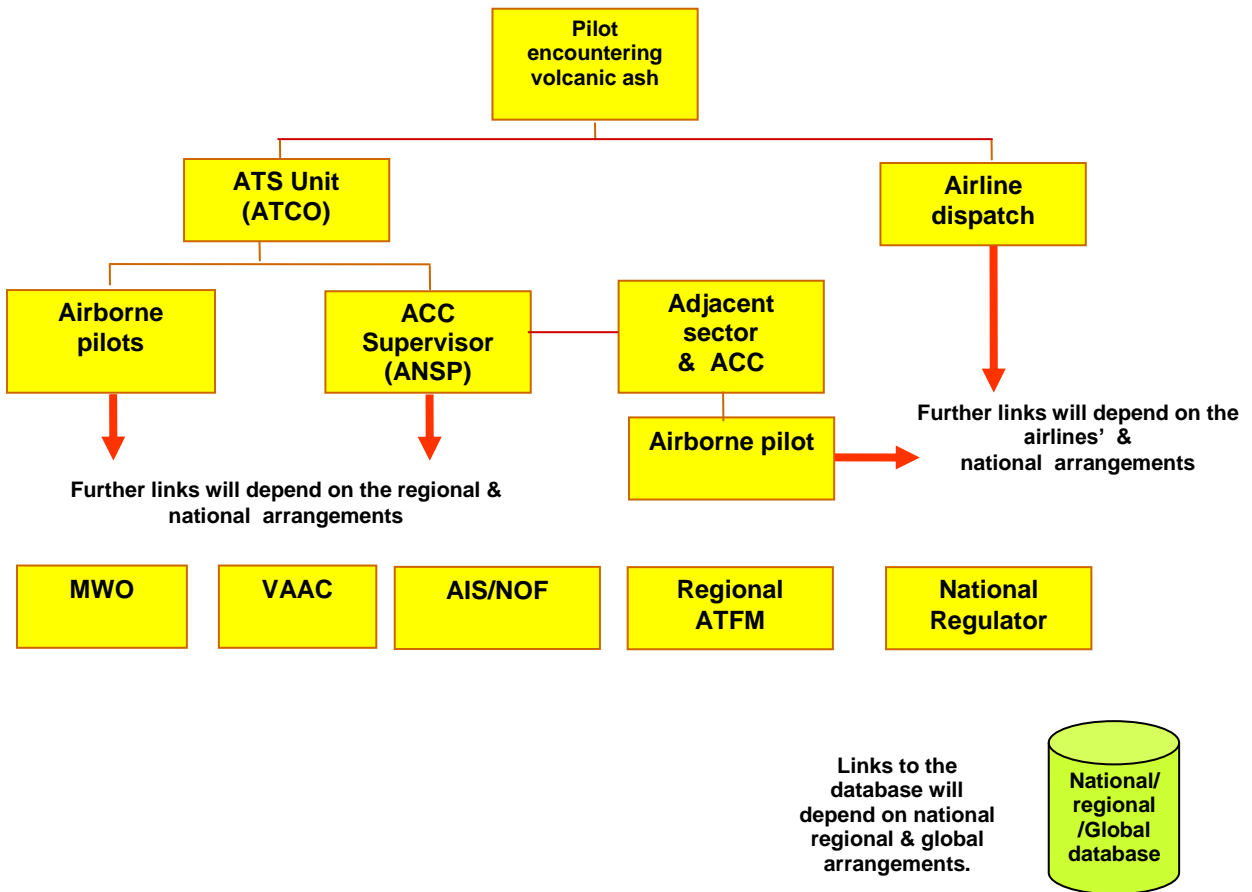 Pilot
encountering
volcanic ash
ATS Unit
(ATCO)
Airline
dispatch
Airborne
pilots
ACC
Supervisor
(ANSP)
Adjacent
sector
& ACC
Airborne pilot
Further links will depend on the
airlines' &
national arrangements
Further links will depend on the regional &
national arrangements
MWO
VAAC
AIS/NOF
Regional
ATFM
National
Regulator
Links to the
database will
depend on national
regional & global
arrangements.
National/
regional
/Global
database